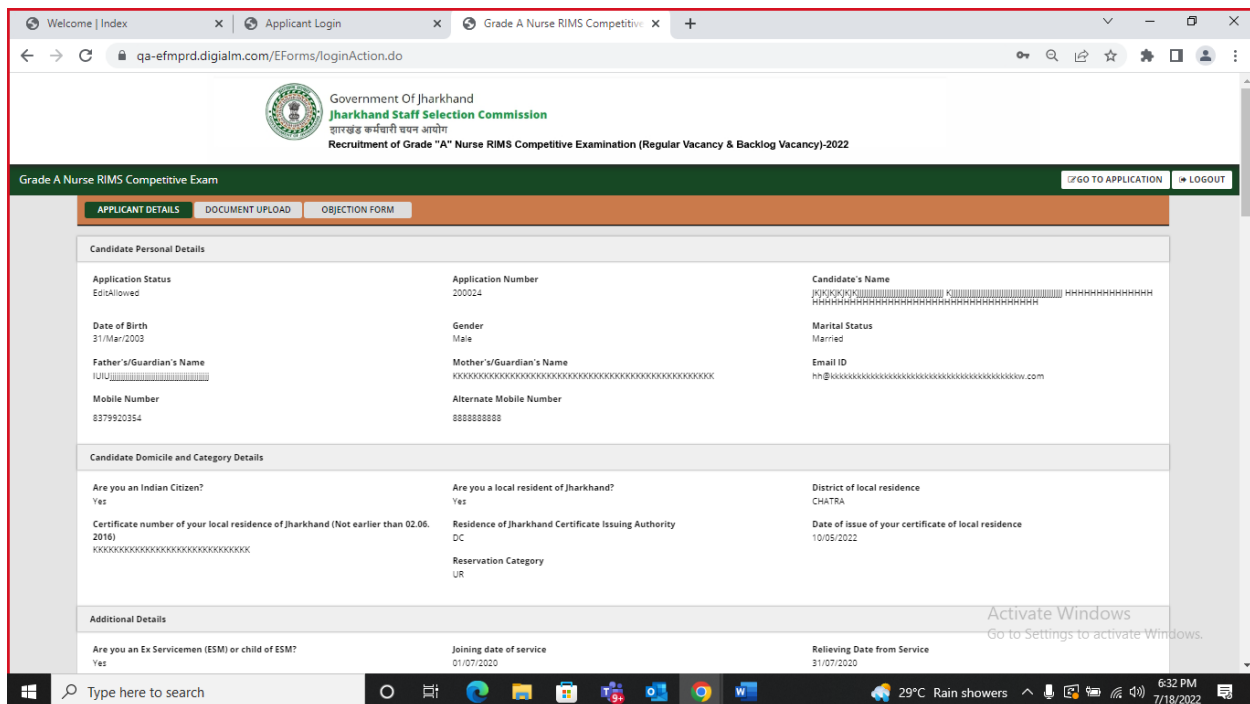 Welcome | Index
Applicant Login
Grade A Nurse RIMS Competitive
qa-efmprd.digialm.com/EForms/loginAction.do
Government Of Jharkhand
Jharkhand Staff Selection Commission
झारखंड कर्मचारी चयन आयोग
Recruitment of Grade "A" Nurse RIMS Competitive Examination (Regular Vacancy & Backlog Vacancy)-2022
Grade A Nurse RIMS Competitive Exam
GO TO APPLICATION LOGOUT
APPLICANT DETAILS DOCUMENT UPLOAD OBJECTION FORM
Candidate Personal Details
Application Status Application Number Candidate's Name
EditAllowed 200024
Date of Birth Gender Marital Status
31/Mar/2003 Male Married
Father's/Guardian's Name Mother's/Guardian's Name Email ID
Mobile Number Alternate Mobile Number
8379920354 8888888888
Candidate Domicile and Category Details
Are you an Indian Citizen? Are you a local resident of Jharkhand? District of local residence
Yes Yes CHATRA
Certificate number of your local residence of Jharkhand (Not earlier than 02.06. Residence of Jharkhand Certificate Issuing Authority Date of issue of your certificate of local residence
2016) DC 10/05/2022
Reservation Category
UR
Additional Details
Are you an Ex Servicemen (ESM) or child of ESM? Joining date of service Relieving Date from Service
Yes 01/07/2020 31/07/2020
Activate Windows
Go to Settings to activate Windows.
Type here to search
29°C Rain showers
6:32 PM
7/18/2022